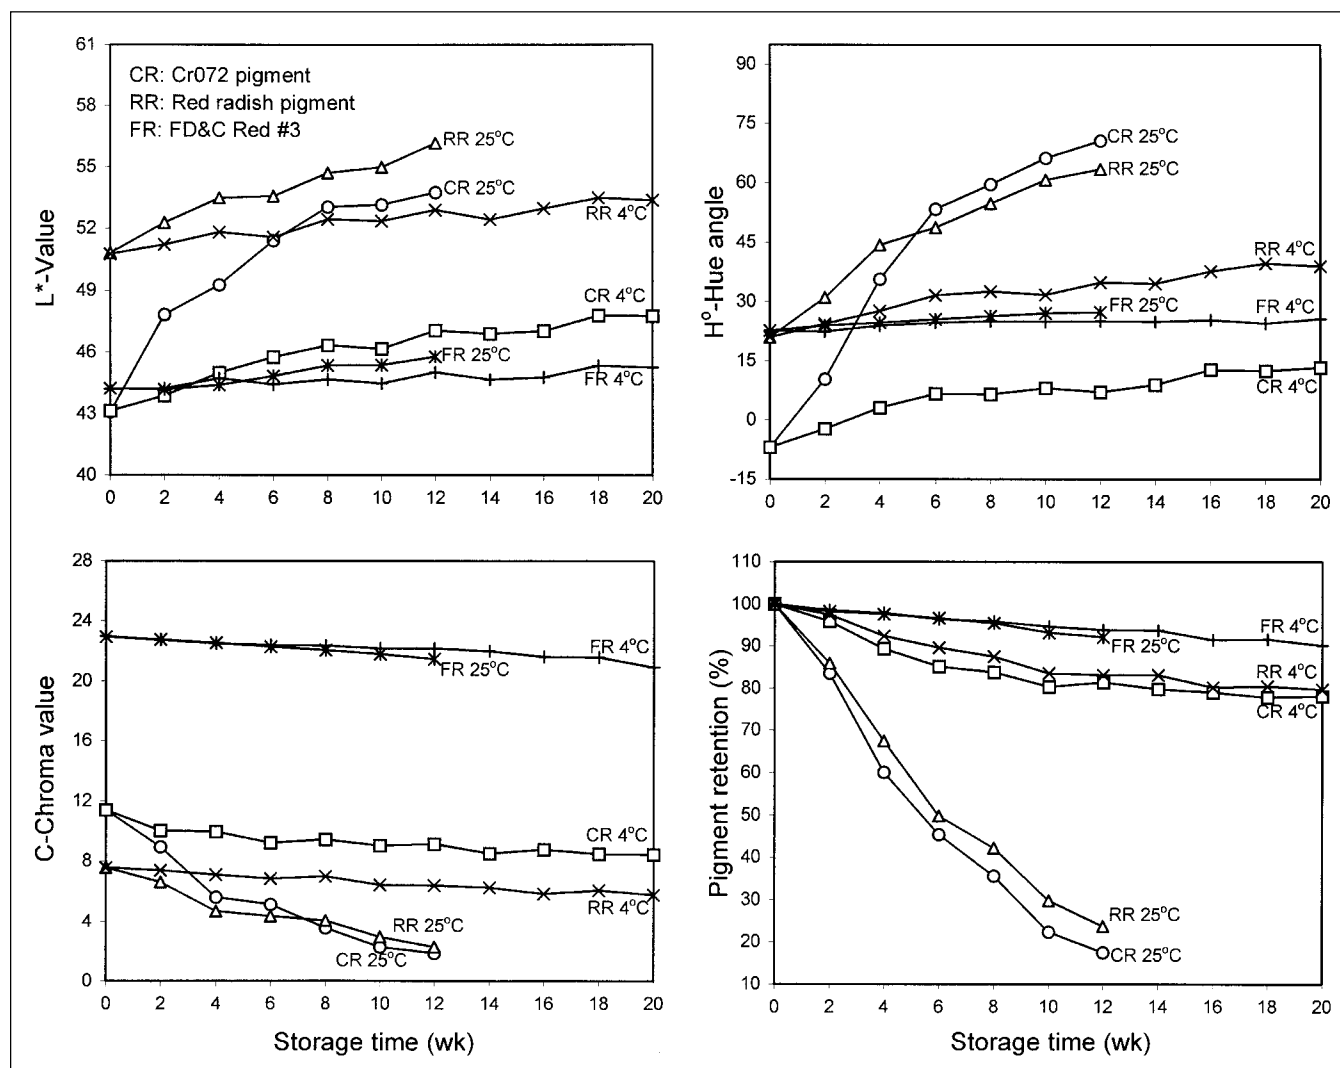 61
58
55
52
49
46
43
40
L*-Value
CR: Cr072 pigment
RR: Red radish pigment
FR: FD&C Red #3
RR 25°C
CR 25°C
RR 4°C
CR 4°C
FR 25°C
FR 4°C
0 2 4 6 8 10 12 14 16 18 20
90
75
60
45
30
15
0
-15
H°-Hue angle
CR 25°C
RR 25°C
RR 4°C
FR 25°C
FR 4°C
CR 4°C
0 2 4 6 8 10 12 14 16 18 20
28
24
20
16
12
8
4
0
C-Chroma value
FR 4°C
FR 25°C
CR 4°C
RR 4°C
RR 25°C
CR 25°C
0 2 4 6 8 10 12 14 16 18 20
Storage time (wk)
110
100
90
80
70
60
50
40
30
20
10
Pigment retention (%)
FR 4°C
FR 25°C
RR 4°C
CR 4°C
RR 25°C
CR 25°C
0 2 4 6 8 10 12 14 16 18 20
Storage time (wk)